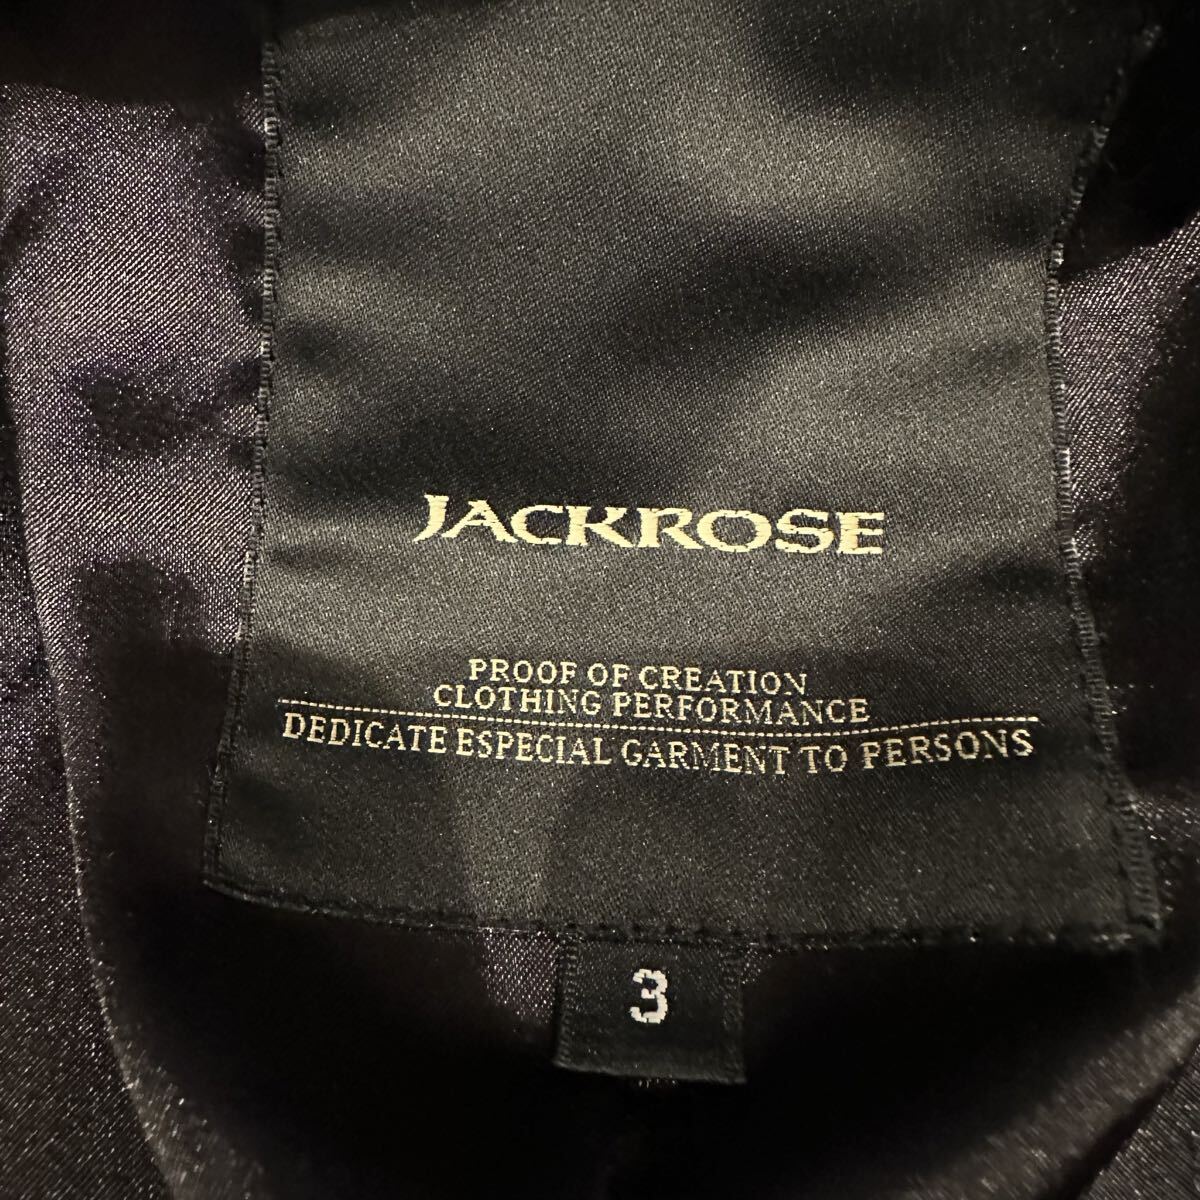 JACKROSE
PROOF OF CREATION
CLOTHING PERFORMANCE
DEDICATE ESPECIAL GARMENT TO PERSONS
3